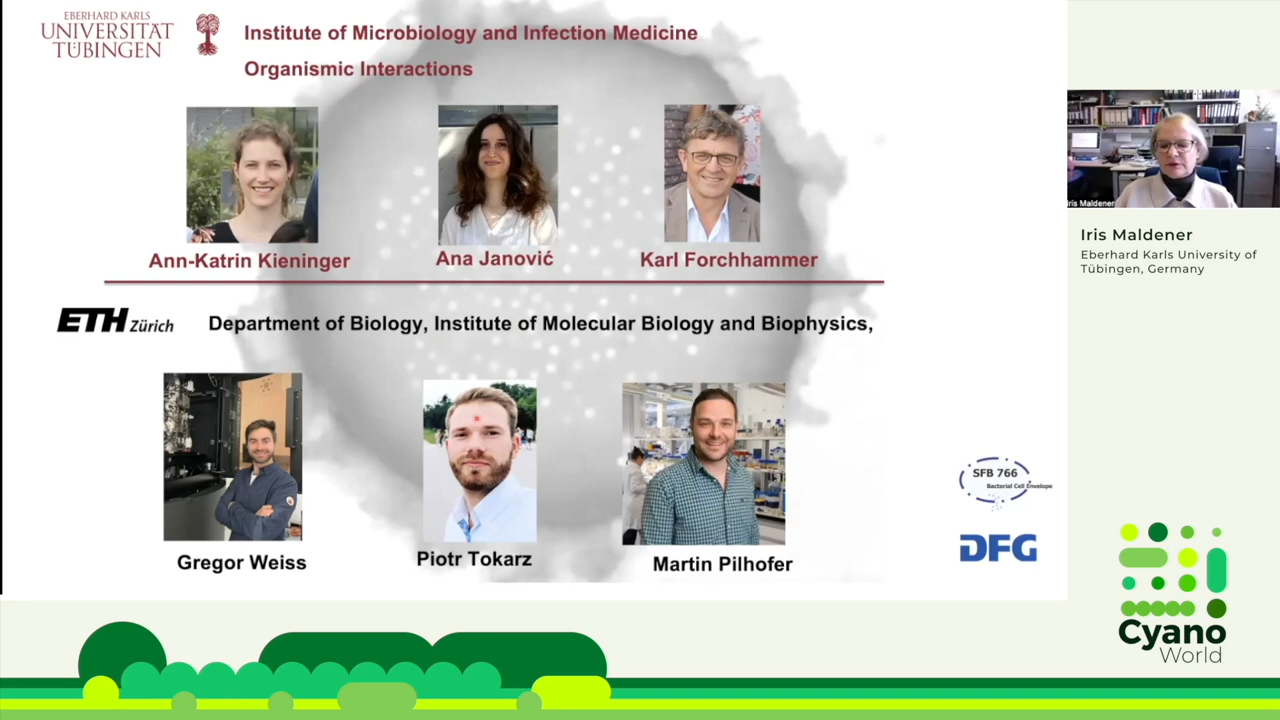 EBERHARD KARLS
UNIVERSITÄT
TÜBINGEN
Institute of Microbiology and Infection Medicine
Organismic Interactions
Ann-Katrin Kieninger
Ana Janović
Karl Forchhammer
ETH Zürich
Department of Biology, Institute of Molecular Biology and Biophysics,
Gregor Weiss
Piotr Tokarz
Martin Pilhofer
SFB 766
Bacterial Cell Envelope
DFG
Iris Maldener
Iris Maldener
Eberhard Karls University of
Tübingen, Germany
Cyano
World